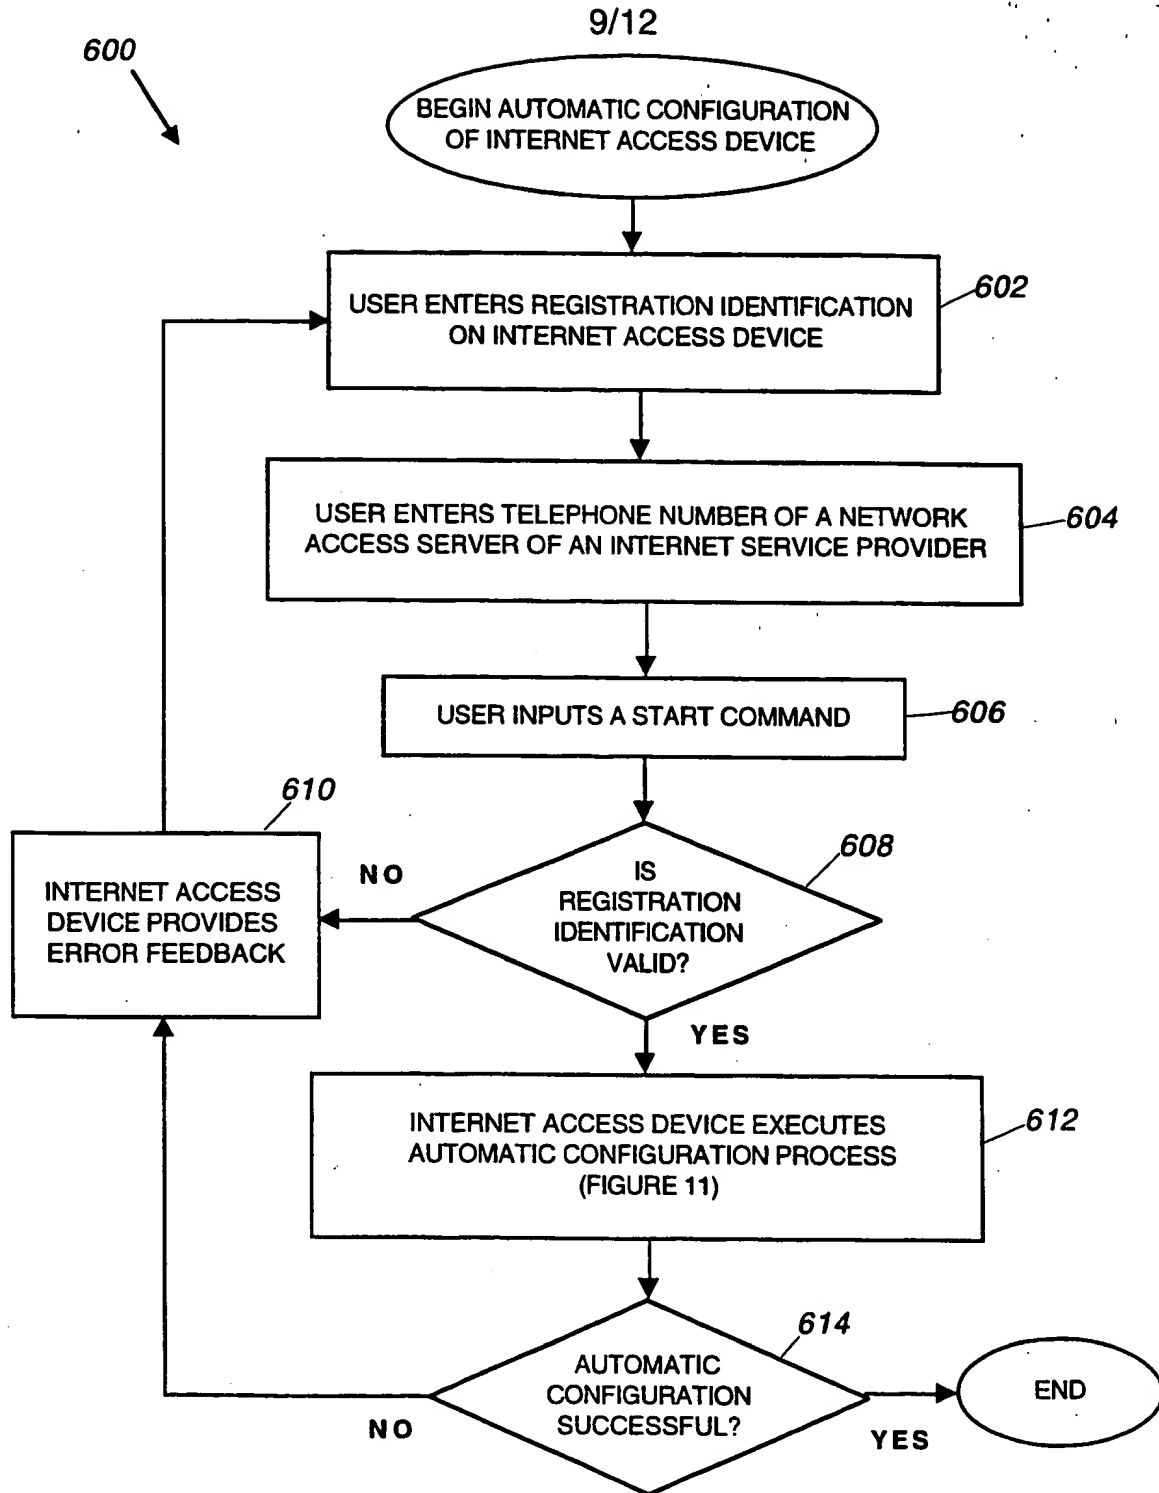 9/12
600
BEGIN AUTOMATIC CONFIGURATION
OF INTERNET ACCESS DEVICE
602
USER ENTERS REGISTRATION IDENTIFICATION
ON INTERNET ACCESS DEVICE
604
USER ENTERS TELEPHONE NUMBER OF A NETWORK
ACCESS SERVER OF AN INTERNET SERVICE PROVIDER
606
USER INPUTS A START COMMAND
610
INTERNET ACCESS
DEVICE PROVIDES
ERROR FEEDBACK
NO
608
IS
REGISTRATION
IDENTIFICATION
VALID?
YES
612
INTERNET ACCESS DEVICE EXECUTES
AUTOMATIC CONFIGURATION PROCESS
(FIGURE 11)
614
AUTOMATIC
CONFIGURATION
SUCCESSFUL?
NO
YES
END